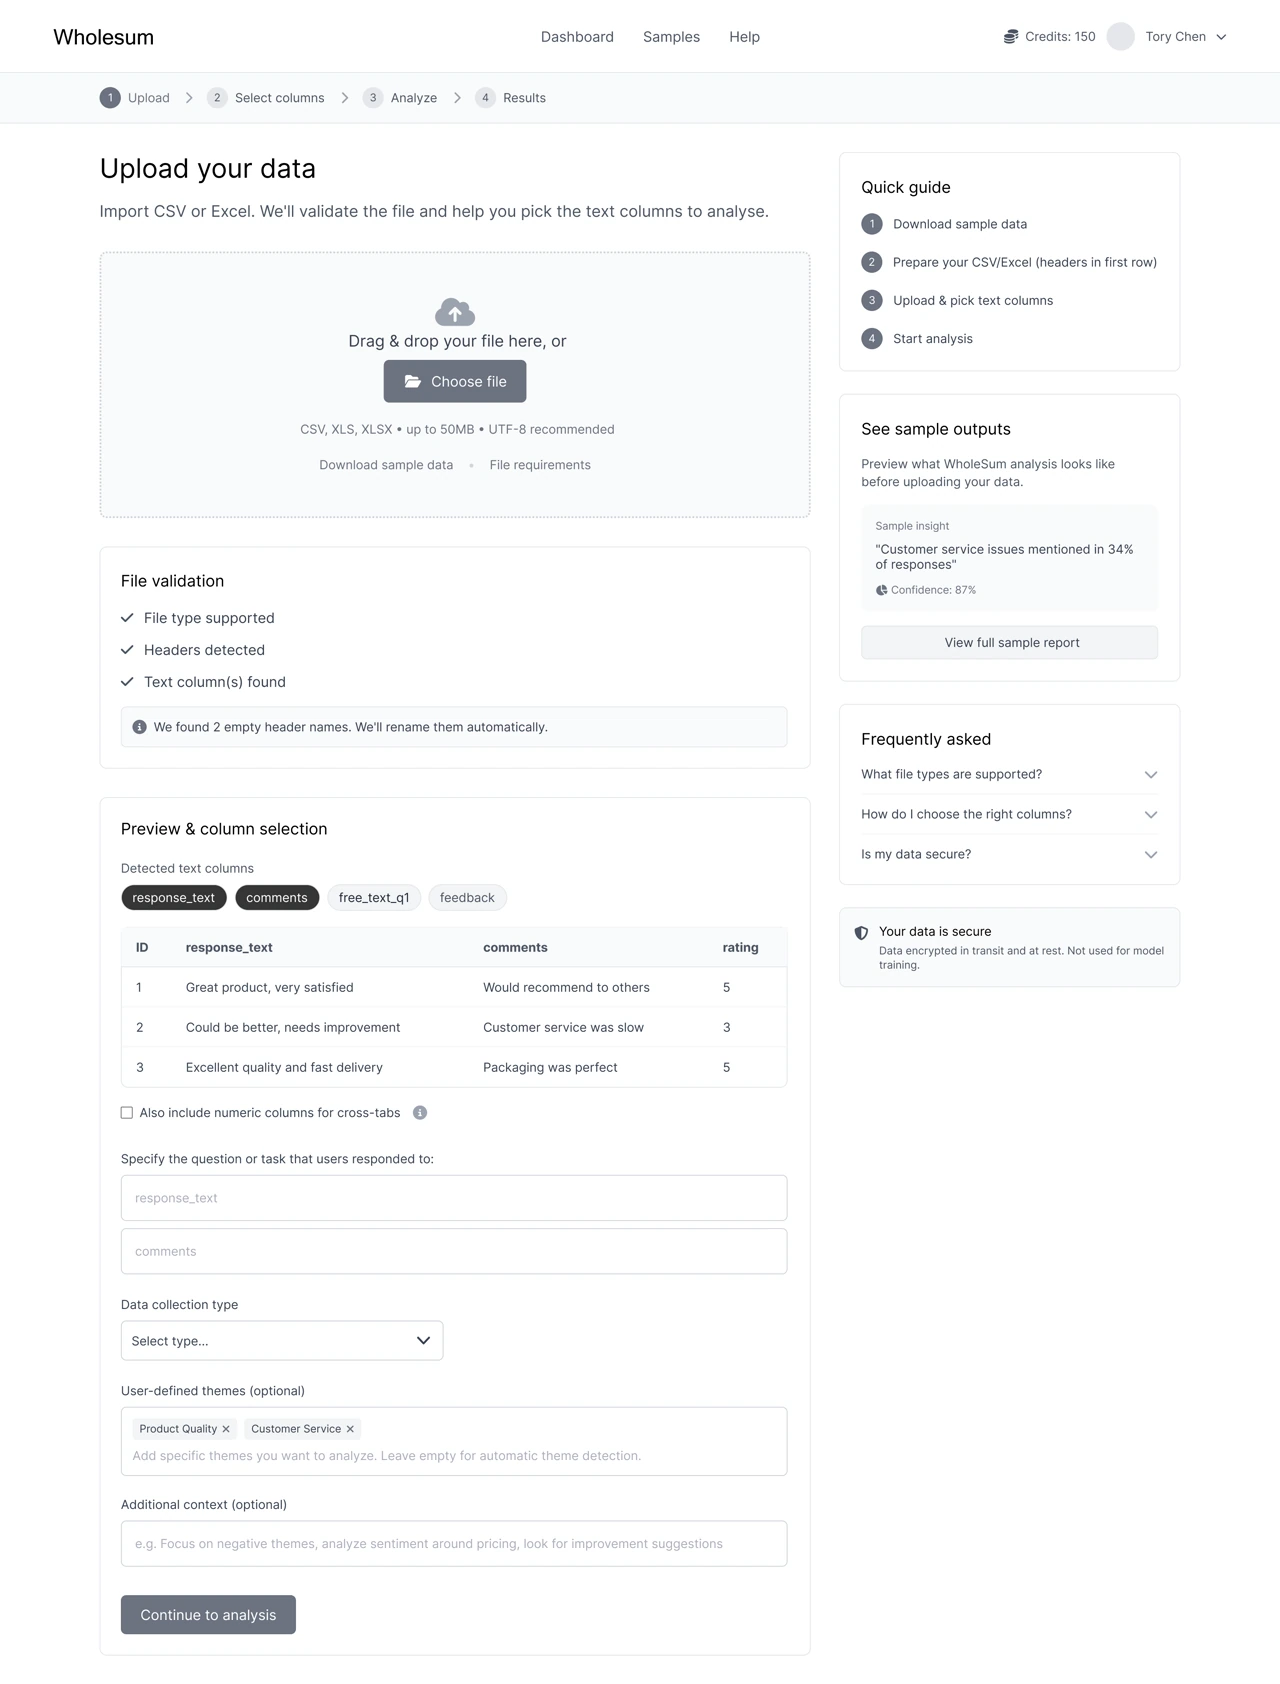 Wholesum
Dashboard Samples Help
Credits: 150 Tory Chen
1 Upload 2 Select columns 3 Analyze 4 Results
Upload your data
Import CSV or Excel. We'll validate the file and help you pick the text columns to analyse.
Drag & drop your file here, or
Choose file
CSV, XLS, XLSX • up to 50MB • UTF-8 recommended
Download sample data • File requirements
File validation
File type supported
Headers detected
Text column(s) found
We found 2 empty header names. We'll rename them automatically.
Preview & column selection
Detected text columns
response_text comments free_text_q1 feedback
ID response_text comments rating
1 Great product, very satisfied Would recommend to others 5
2 Could be better, needs improvement Customer service was slow 3
3 Excellent quality and fast delivery Packaging was perfect 5
Also include numeric columns for cross-tabs
Specify the question or task that users responded to:
response_text
comments
Data collection type
Select type...
User-defined themes (optional)
Product Quality × Customer Service ×
Add specific themes you want to analyze. Leave empty for automatic theme detection.
Additional context (optional)
e.g. Focus on negative themes, analyze sentiment around pricing, look for improvement suggestions
Continue to analysis
Quick guide
1 Download sample data
2 Prepare your CSV/Excel (headers in first row)
3 Upload & pick text columns
4 Start analysis
See sample outputs
Preview what WholeSum analysis looks like
before uploading your data.
Sample insight
"Customer service issues mentioned in 34%
of responses"
Confidence: 87%
View full sample report
Frequently asked
What file types are supported?
How do I choose the right columns?
Is my data secure?
Your data is secure
Data encrypted in transit and at rest. Not used for model
training.